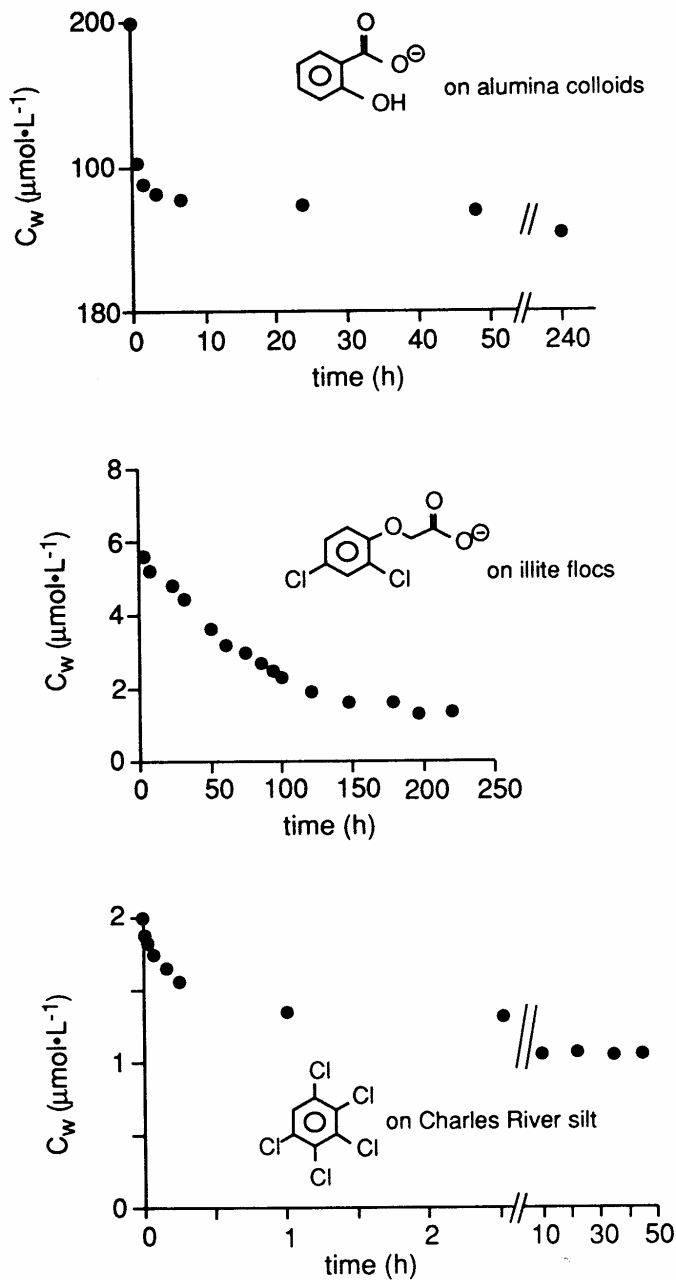 200
O
O⊖
OH
on alumina colloids
100
C_w (μmol•L⁻¹)
180
0 10 20 30 40 50 240
time (h)
8
6
4
2
0
C_w (μmol•L⁻¹)
O
O
O⊖
Cl
Cl
on illite flocs
0 50 100 150 200 250
time (h)
2
1
0
C_w (μmol•L⁻¹)
Cl
Cl
Cl
Cl
Cl
on Charles River silt
0 1 2 10 30 50
time (h)